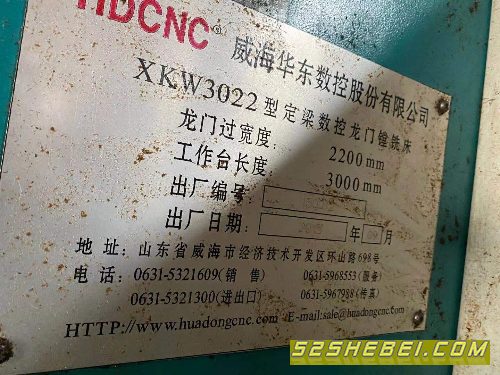 HDCNC® 威海华东数控股份有限公司
XKW3022型定梁数控龙门镗铣床
龙门过宽度： 2200mm
工作台长度： 3000mm
出厂编号：
出厂日期： 年 月
地 址：山东省威海市经济技术开发区环山路698号
电 话：0631-5321609(销 售) 0631-5968553(服务)
0631-5321300(进出口) 0631-5967988(传真)
HTTP://www.huadongcnc.com E-mail:sale@huadongcnc.com
52SHEBEI.COM